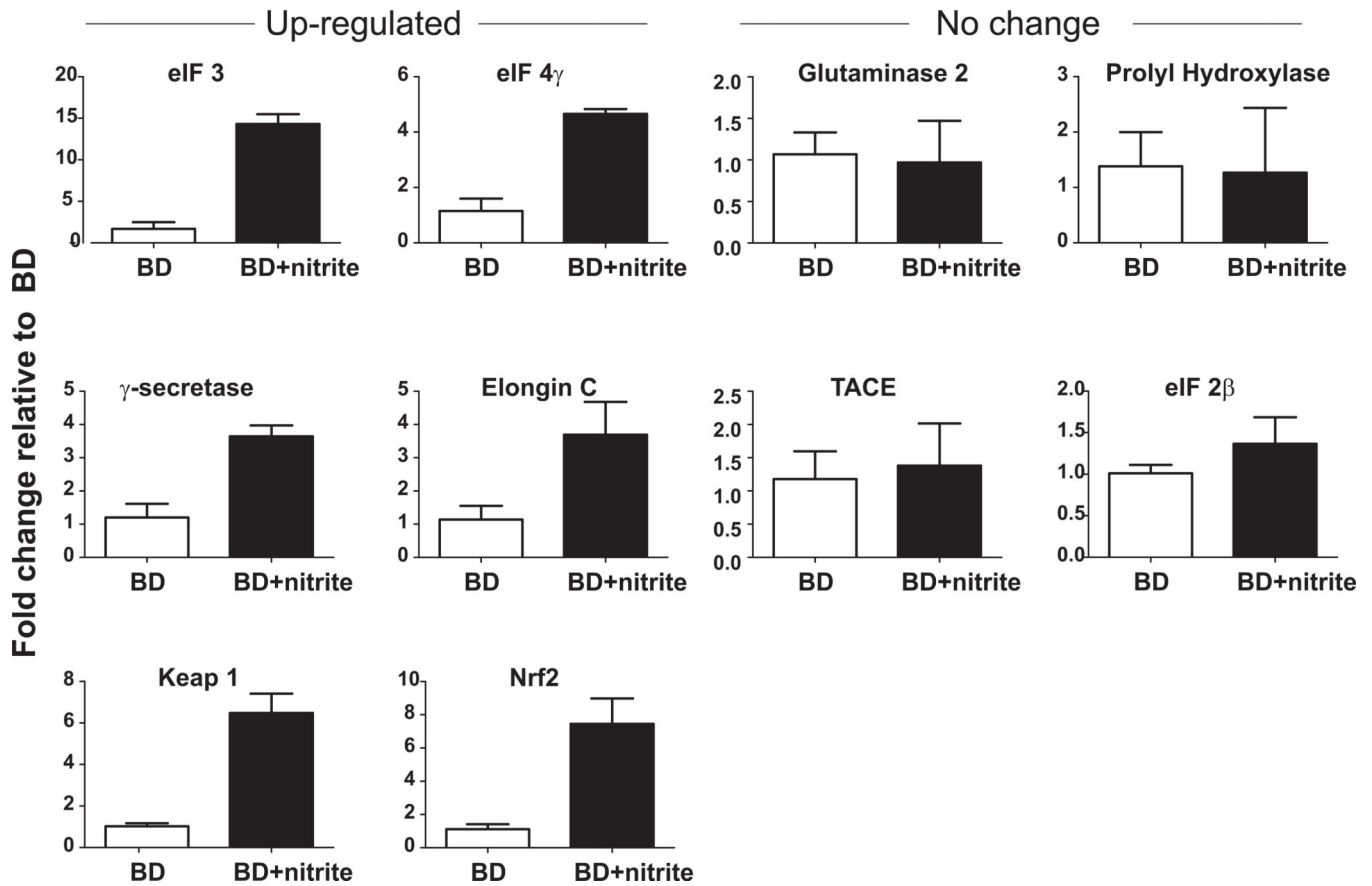 Up-regulated
No change
Fold change relative to BD
eIF 3
20
15
10
5
0
BD BD+nitrite
eIF 4γ
6
4
2
0
BD BD+nitrite
Glutaminase 2
2.0
1.5
1.0
0.5
0.0
BD BD+nitrite
Prolyl Hydroxylase
3
2
1
0
BD BD+nitrite
γ-secretase
5
4
3
2
1
0
BD BD+nitrite
Elongin C
5
4
3
2
1
0
BD BD+nitrite
TACE
2.5
2.0
1.5
1.0
0.5
0.0
BD BD+nitrite
eIF 2β
2.0
1.5
1.0
0.5
0.0
BD BD+nitrite
Keap 1
8
6
4
2
0
BD BD+nitrite
Nrf2
10
8
6
4
2
0
BD BD+nitrite